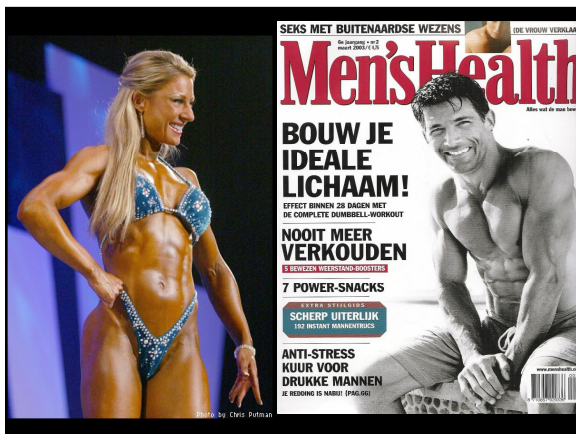 SEKS MET BUITENAARDSE WEZENS
(DE VROUW VERKLAA
6e jaargang • nr 2
maart 2003/€ 4,5
Men'sHealth
Alles wat de man bew
BOUW JE
IDEALE
LICHAAM!
EFFECT BINNEN 28 DAGEN MET
DE COMPLETE DUMBBELL-WORKOUT
NOOIT MEER
VERKOUDEN
5 BEWEZEN WEERSTAND-BOOSTERS
7 POWER-SNACKS
EXTRA STIJLGIDS
SCHERP UITERLIJK
192 INSTANT MANNENTRUCS
ANTI-STRESS
KUUR VOOR
DRUKKE MANNEN
JE REDDING IS NABIJ! (PAG.66)
www.menshealth.
Photo by Chris Putman